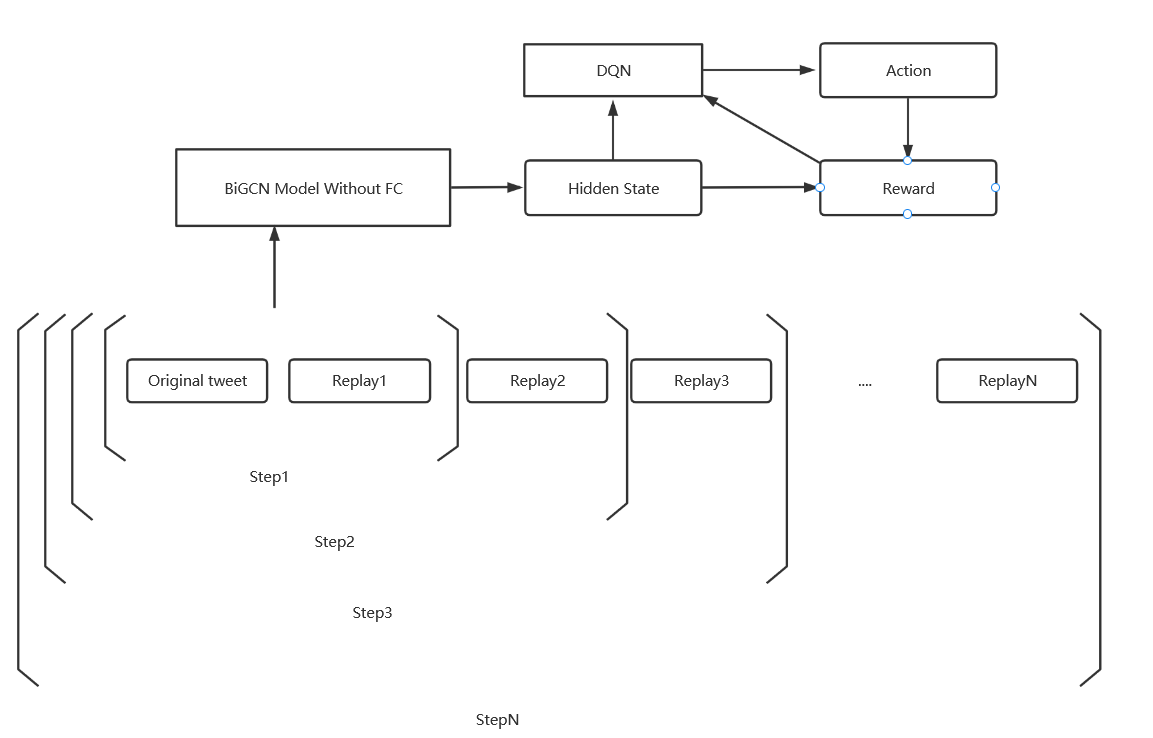 DQN
Action
BiGCN Model Without FC
Hidden State
Reward
Original tweet
Replay1
Replay2
Replay3
....
ReplayN
Step1
Step2
Step3
StepN